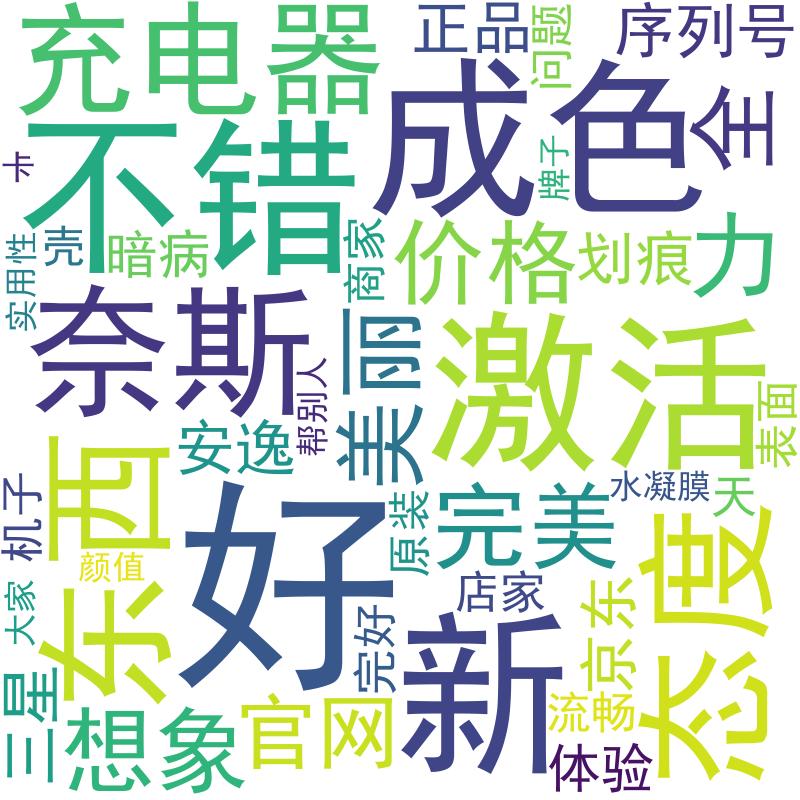 充电器
正品
问题
序列号
不错
成色
全
卡
牌子
实用性
壳
暗病
商家
价格
划痕
力
奈斯
美丽
激活
帮别人
表面
东西
安逸
机子
好
原装
完美
水凝膜
天
态度
颜值
大家
完好
店家
新
京东
三星
想象
官网
流畅
体验